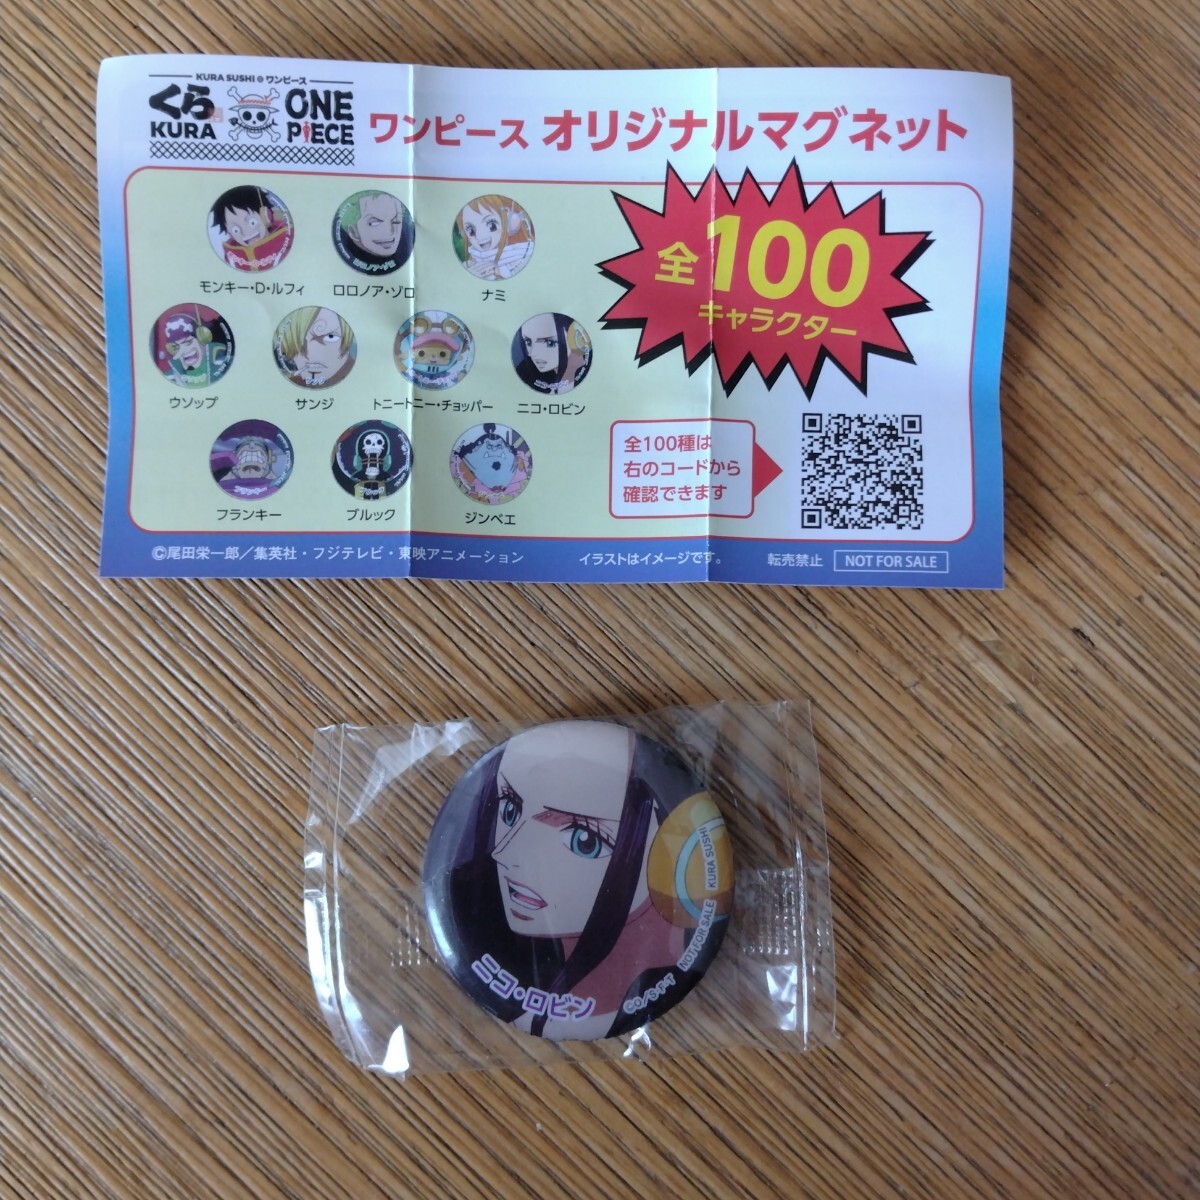 KURA SUSHI ワンピース
くら
KURA
ONE
PIECE
ワンピース オリジナルマグネット
モンキー・D・ルフィ
ロロノア・ゾロ
ナミ
全100
キャラクター
ウソップ
サンジ
トニートニー・チョッパー
ニコ・ロビン
フランキー
ブルック
ジンベエ
全100種は
右のコードから
確認できます
©尾田栄一郎／集英社・フジテレビ・東映アニメーション
イラストはイメージです。
転売禁止
NOT FOR SALE
ニコ・ロビン
©O/S・F・T
NOT FOR SALE
KURA SUSHI